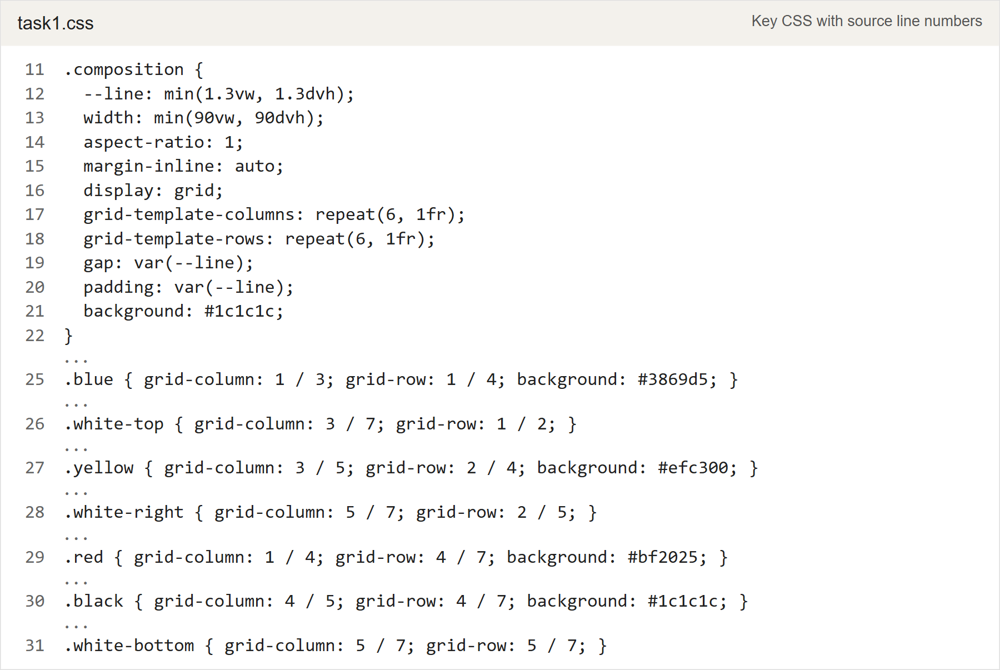 task1.css
Key CSS with source line numbers
11 .composition {
12   --line: min(1.3vw, 1.3dvh);
13   width: min(90vw, 90dvh);
14   aspect-ratio: 1;
15   margin-inline: auto;
16   display: grid;
17   grid-template-columns: repeat(6, 1fr);
18   grid-template-rows: repeat(6, 1fr);
19   gap: var(--line);
20   padding: var(--line);
21   background: #1c1c1c;
22 }
...
25 .blue { grid-column: 1 / 3; grid-row: 1 / 4; background: #3869d5; }
...
26 .white-top { grid-column: 3 / 7; grid-row: 1 / 2; }
...
27 .yellow { grid-column: 3 / 5; grid-row: 2 / 4; background: #efc300; }
...
28 .white-right { grid-column: 5 / 7; grid-row: 2 / 5; }
...
29 .red { grid-column: 1 / 4; grid-row: 4 / 7; background: #bf2025; }
...
30 .black { grid-column: 4 / 5; grid-row: 4 / 7; background: #1c1c1c; }
...
31 .white-bottom { grid-column: 5 / 7; grid-row: 5 / 7; }